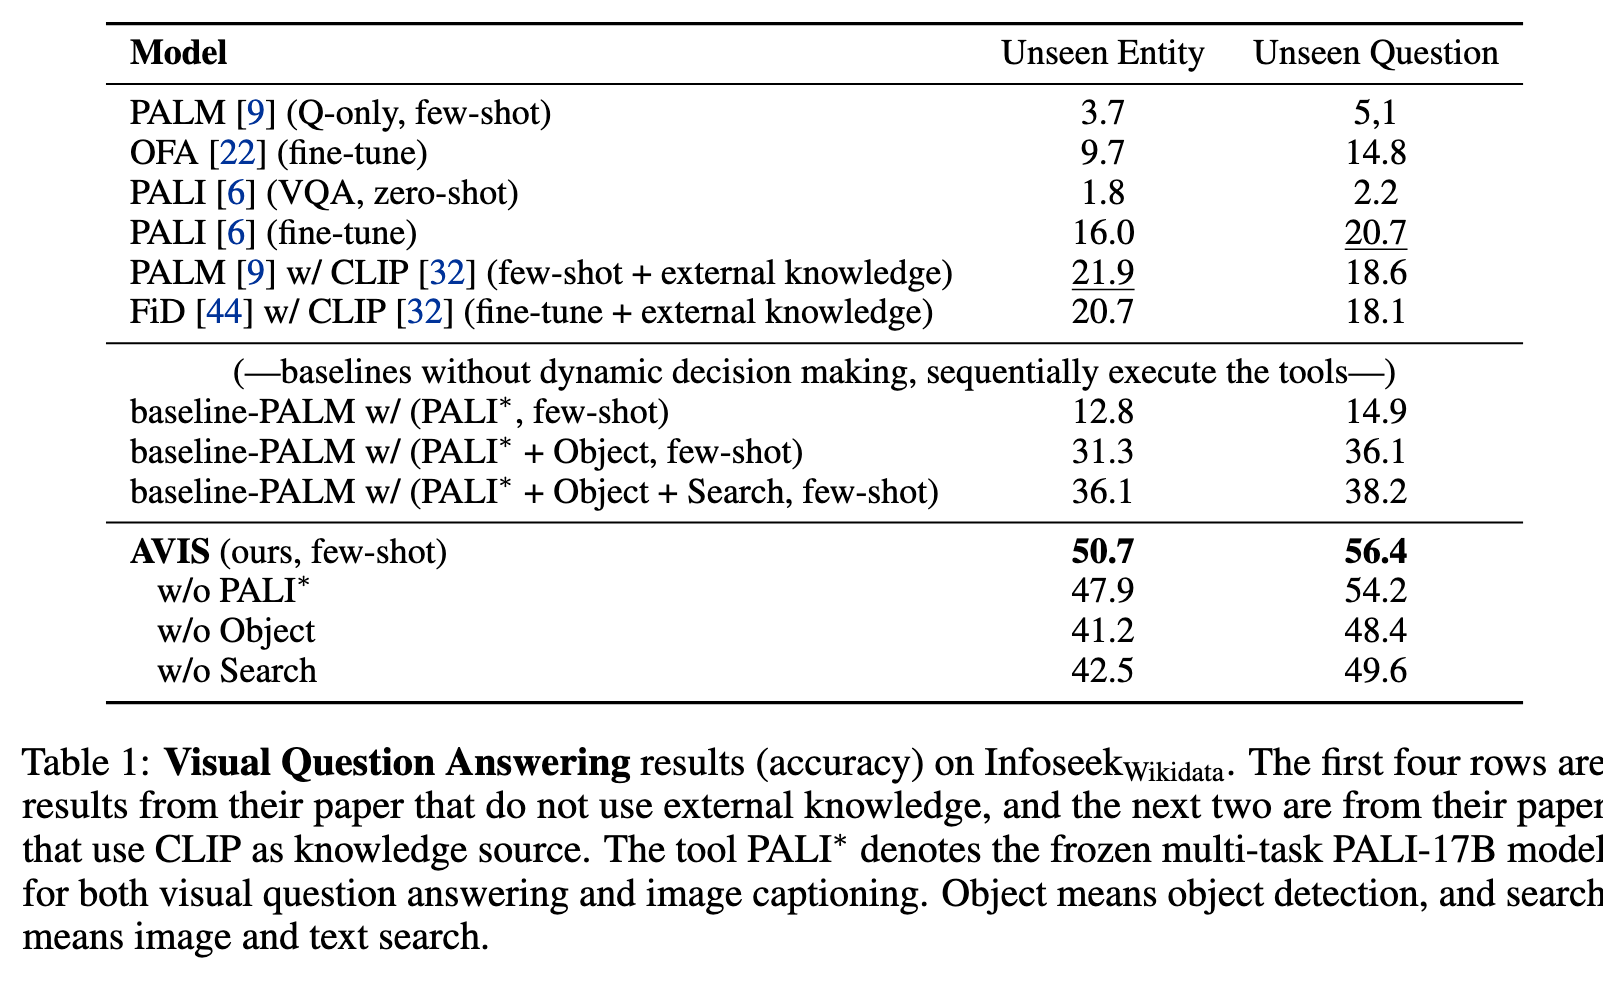 Model Unseen Entity Unseen Question
PALM [9] (Q-only, few-shot) 3.7 5,1
OFA [22] (fine-tune) 9.7 14.8
PALI [6] (VQA, zero-shot) 1.8 2.2
PALI [6] (fine-tune) 16.0 20.7
PALM [9] w/ CLIP [32] (few-shot + external knowledge) 21.9 18.6
FiD [44] w/ CLIP [32] (fine-tune + external knowledge) 20.7 18.1
(—baselines without dynamic decision making, sequentially execute the tools—)
baseline-PALM w/ (PALI*, few-shot) 12.8 14.9
baseline-PALM w/ (PALI* + Object, few-shot) 31.3 36.1
baseline-PALM w/ (PALI* + Object + Search, few-shot) 36.1 38.2
AVIS (ours, few-shot) 50.7 56.4
w/o PALI* 47.9 54.2
w/o Object 41.2 48.4
w/o Search 42.5 49.6
Table 1: Visual Question Answering results (accuracy) on InfoseekWikidata. The first four rows are
results from their paper that do not use external knowledge, and the next two are from their paper
that use CLIP as knowledge source. The tool PALI* denotes the frozen multi-task PALI-17B model
for both visual question answering and image captioning. Object means object detection, and search
means image and text search.